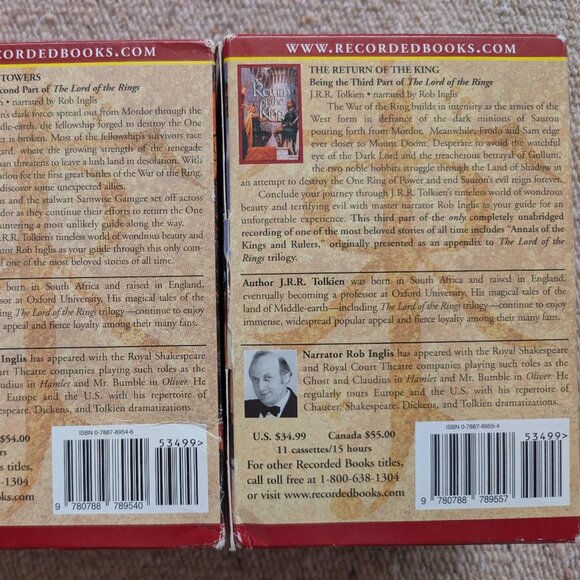 RECORDEDBOOKS.COM
TOWERS
cond Part of The Lord of the Rings
n • narrated by Rob Inglis
n's dark forces spread out from Mordor through the
ddle-earth, the fellowship forged to destroy the One
r is broken. Most of the fellowship's survivors race
ard, where the growing strength of the renegade
man threatens to leave a lush land in desolation. With
on for the first great battles of the War of the Ring,
discover some unexpected allies.
ns and the stalwart Samwise Gamgee set off across
dor as they continue their efforts to return the One
untering a most unlikely guide along the way.
.R.R. Tolkien's timeless world of wondrous beauty and
or Rob Inglis as your guide through this only com-
of one of the most beloved stories of all time.
as born in South Africa and raised in England,
at Oxford University. His magical tales of the
ng The Lord of the Rings trilogy—continue to enjoy
appeal and fierce loyalty among their many fans.
Inglis has appeared with the Royal Shakespeare
ourt Theatre companies playing such roles as the
udius in Hamlet and Mr. Bumble in Oliver. He
rope and the U.S. with his repertoire of
espeare, Dickens, and Tolkien dramatizations.
$54.00
rs
titles,
8-1304
com
ISBN 0-7887-8954-6
53499>
9 780788 789540
WWW.RECORDEDBOOKS.COM
The Return of the King
THE RETURN OF THE KING
Being the Third Part of The Lord of the Rings
J.R.R. Tolkien • narrated by Rob Inglis
The War of the Ring builds in intensity as the armies of the
West form in defiance of the dark minions of Sauron
pouring forth from Mordor. Meanwhile, Frodo and Sam edge
ever closer to Mount Doom. Desperate to avoid the watchful
eye of the Dark Lord and the treacherous betrayal of Gollum,
the two noble hobbits struggle through the Land of Shadow in
an attempt to destroy the One Ring of Power and end Sauron's evil reign forever.
Conclude your journey through J.R.R. Tolkien's timeless world of wondrous
beauty and terrifying evil with master narrator Rob Inglis as your guide for an
unforgettable experience. This third part of the only completely unabridged
recording of one of the most beloved stories of all time includes "Annals of the
Kings and Rulers," originally presented as an appendix to The Lord of the Rings
trilogy.
Author J.R.R. Tolkien was born in South Africa and raised in England,
eventually becoming a professor at Oxford University. His magical tales of the
land of Middle-earth—including The Lord of the Rings trilogy—continue to enjoy
immense, widespread popular appeal and fierce loyalty among their many fans.
Narrator Rob Inglis has appeared with the Royal Shakespeare
and Royal Court Theatre companies playing such roles as the
Ghost and Claudius in Hamlet and Mr. Bumble in Oliver. He
regularly tours Europe and the U.S. with his repertoire of
Chaucer, Shakespeare, Dickens, and Tolkien dramatizations.
U.S. $34.99 Canada $55.00
11 cassettes/15 hours
For other Recorded Books titles,
call toll free at 1-800-638-1304
or visit www.recordedbooks.com
ISBN 0-7887-8955-4
53499>
9 780788 789557